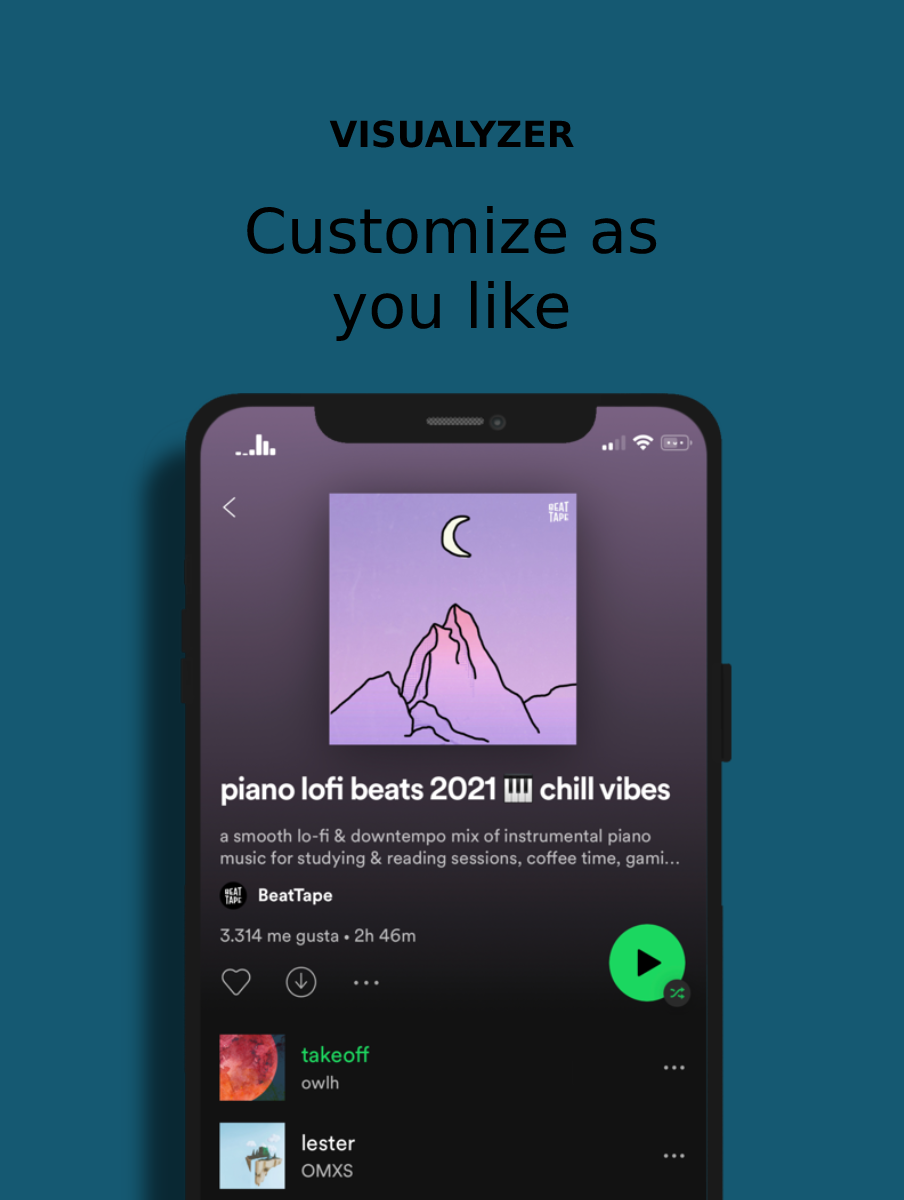 VISUALYZER
Customize as
you like
BEAT
TAPE
piano lofi beats 2021 🎹 chill vibes
a smooth lo-fi & downtempo mix of instrumental piano
music for studying & reading sessions, coffee time, gami...
BEAT
TAPE
BeatTape
3.314 me gusta • 2h 46m
takeoff
owlh
lester
OMXS